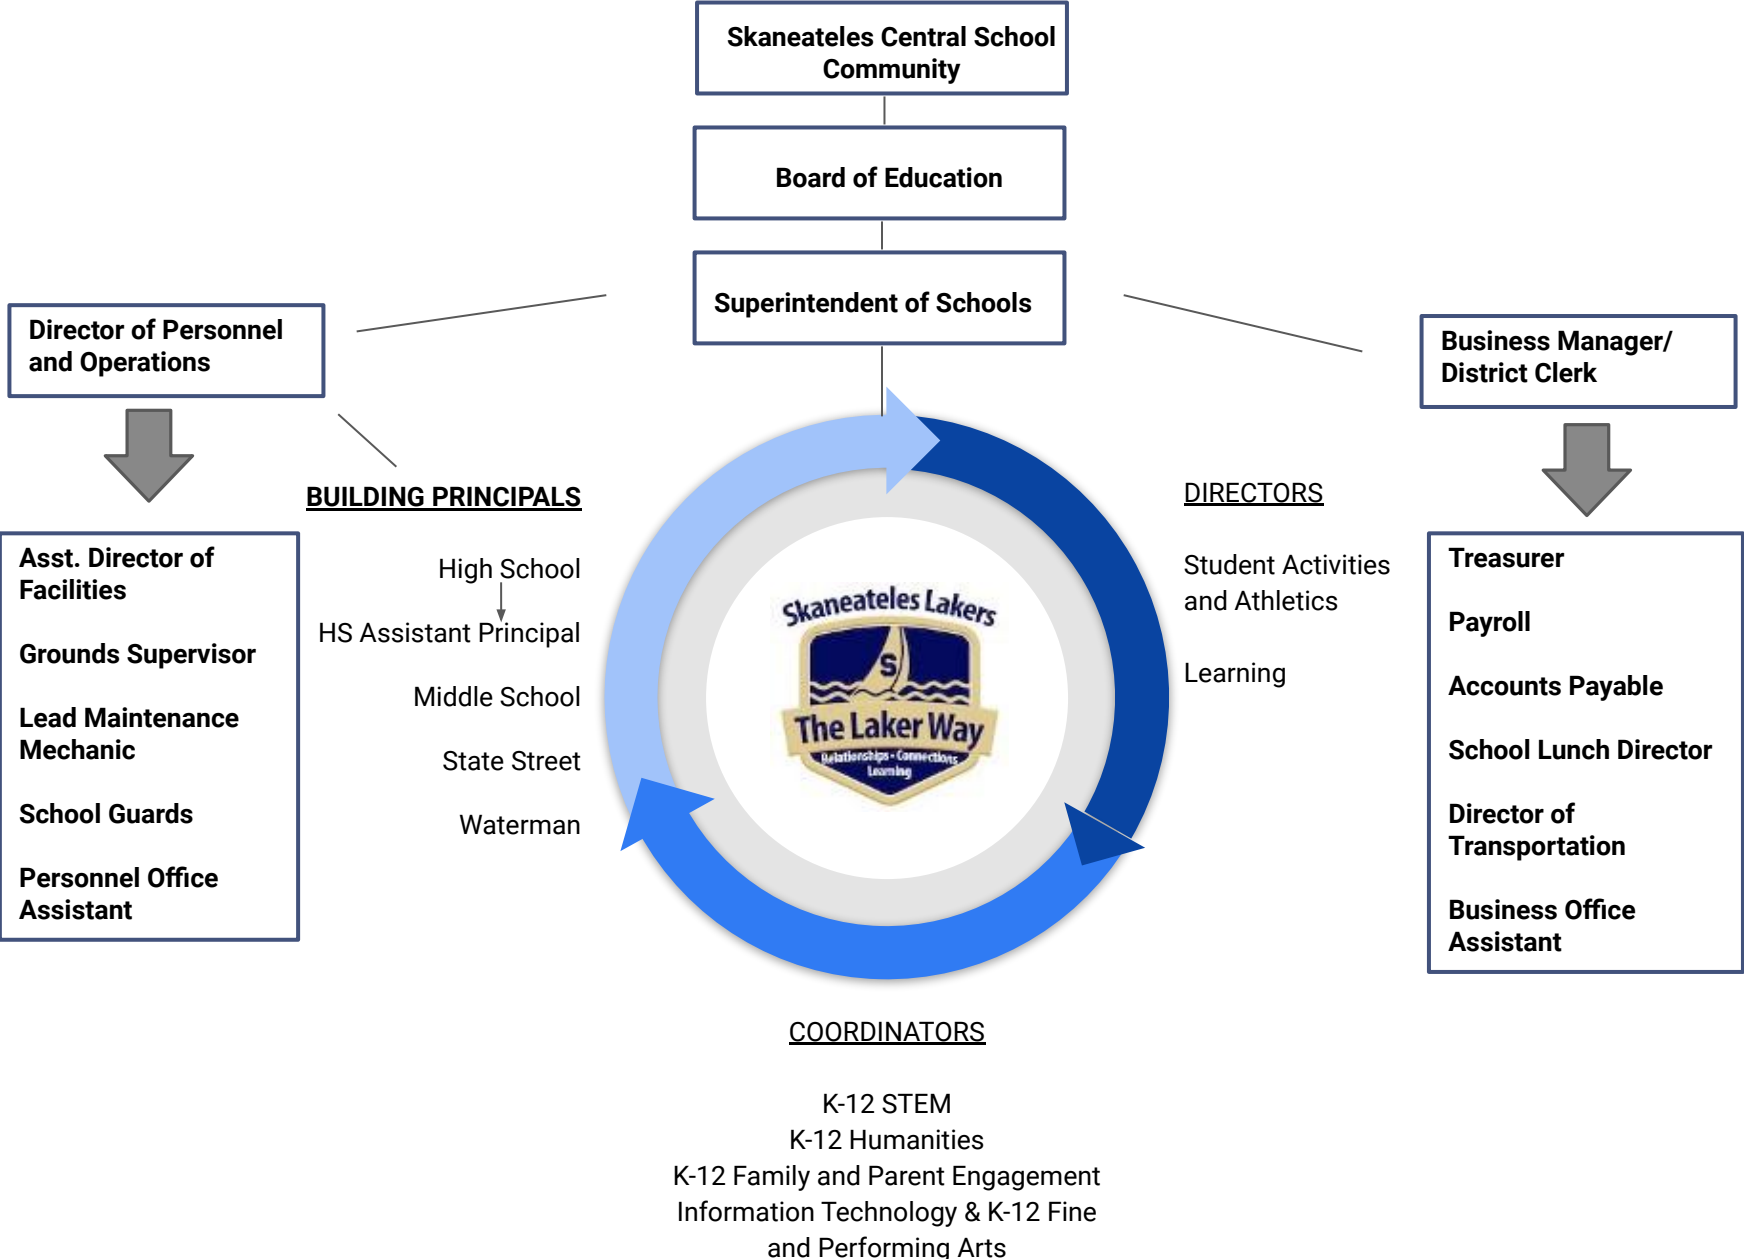 Skaneateles Central School
Community
Board of Education
Superintendent of Schools
Director of Personnel
and Operations
Business Manager/
District Clerk
BUILDING PRINCIPALS
High School
HS Assistant Principal
Middle School
State Street
Waterman
DIRECTORS
Student Activities
and Athletics
Learning
Asst. Director of
Facilities
Grounds Supervisor
Lead Maintenance
Mechanic
School Guards
Personnel Office
Assistant
Skaneateles Lakers
S
The Laker Way
Relationships - Connections
Learning
Treasurer
Payroll
Accounts Payable
School Lunch Director
Director of
Transportation
Business Office
Assistant
COORDINATORS
K-12 STEM
K-12 Humanities
K-12 Family and Parent Engagement
Information Technology & K-12 Fine
and Performing Arts